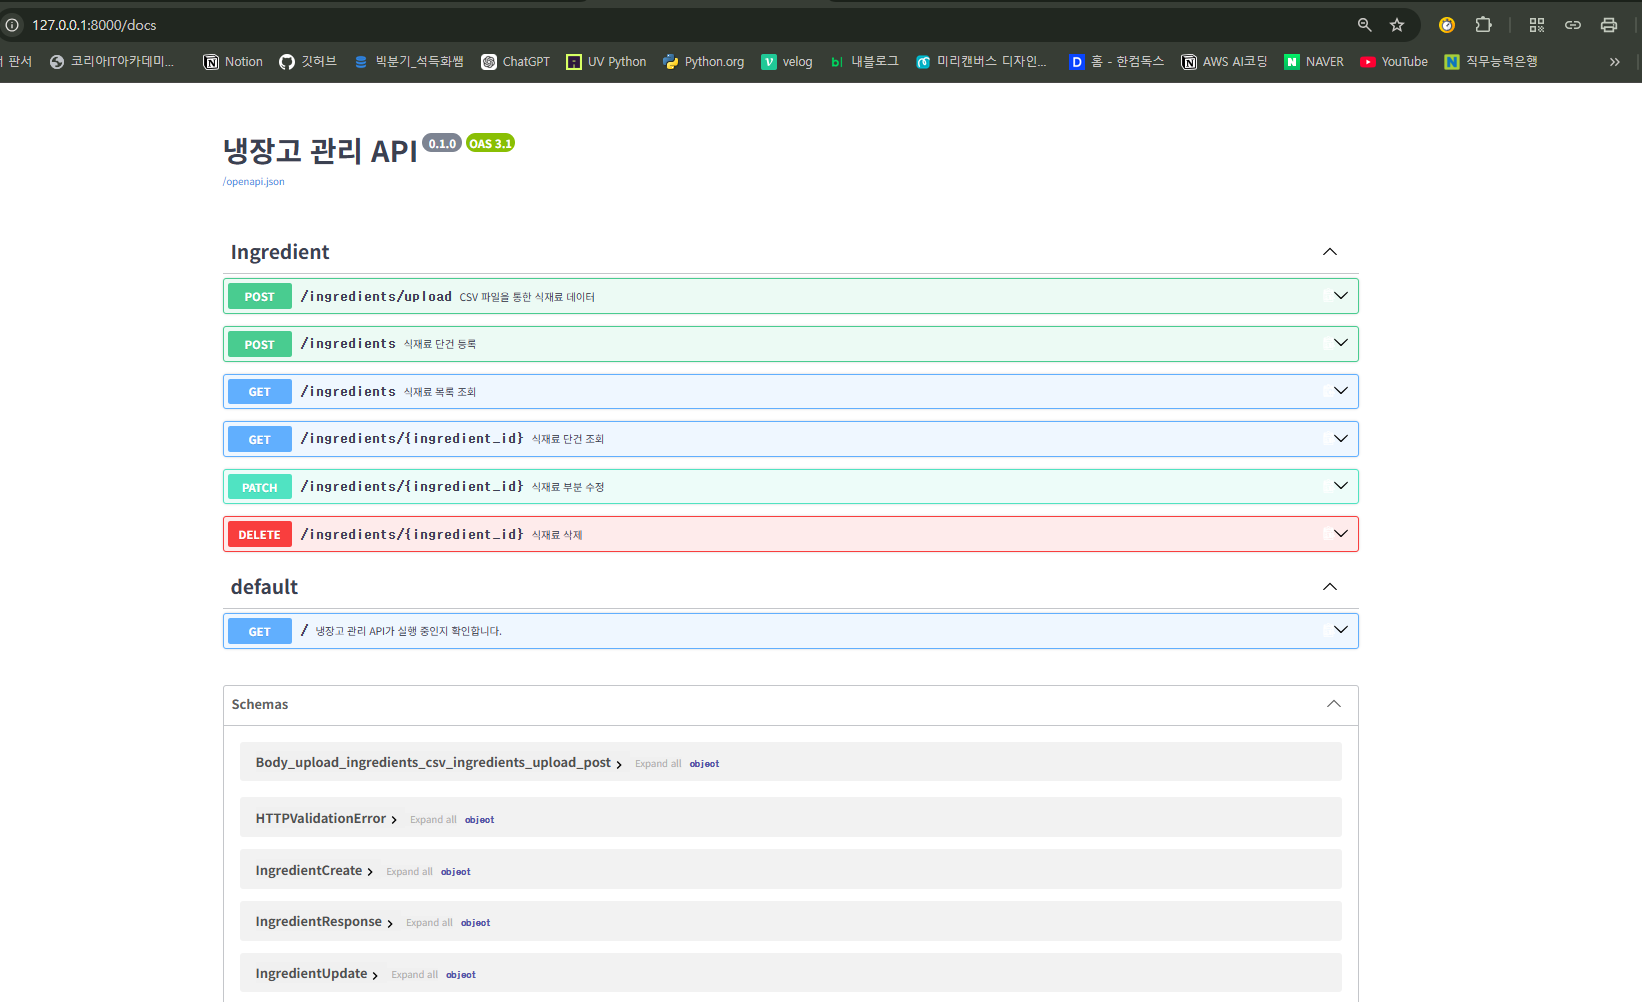 127.0.0.1:8000/docs
판서 코리아IT아카데미... Notion 깃허브 빅분기_석득화쌤 ChatGPT UV Python Python.org velog 내블로그 미리캔버스 디자인... 홈 - 한컴독스 AWS AI코딩 NAVER YouTube 직무능력은행
냉장고 관리 API 0.1.0 OAS 3.1
/openapi.json
Ingredient
POST /ingredients/upload CSV 파일을 통한 식재료 데이터
POST /ingredients 식재료 단건 등록
GET /ingredients 식재료 목록 조회
GET /ingredients/{ingredient_id} 식재료 단건 조회
PATCH /ingredients/{ingredient_id} 식재료 부분 수정
DELETE /ingredients/{ingredient_id} 식재료 삭제
default
GET / 냉장고 관리 API가 실행 중인지 확인합니다.
Schemas
Body_upload_ingredients_csv_ingredients_upload_post Expand all object
HTTPValidationError Expand all object
IngredientCreate Expand all object
IngredientResponse Expand all object
IngredientUpdate Expand all object